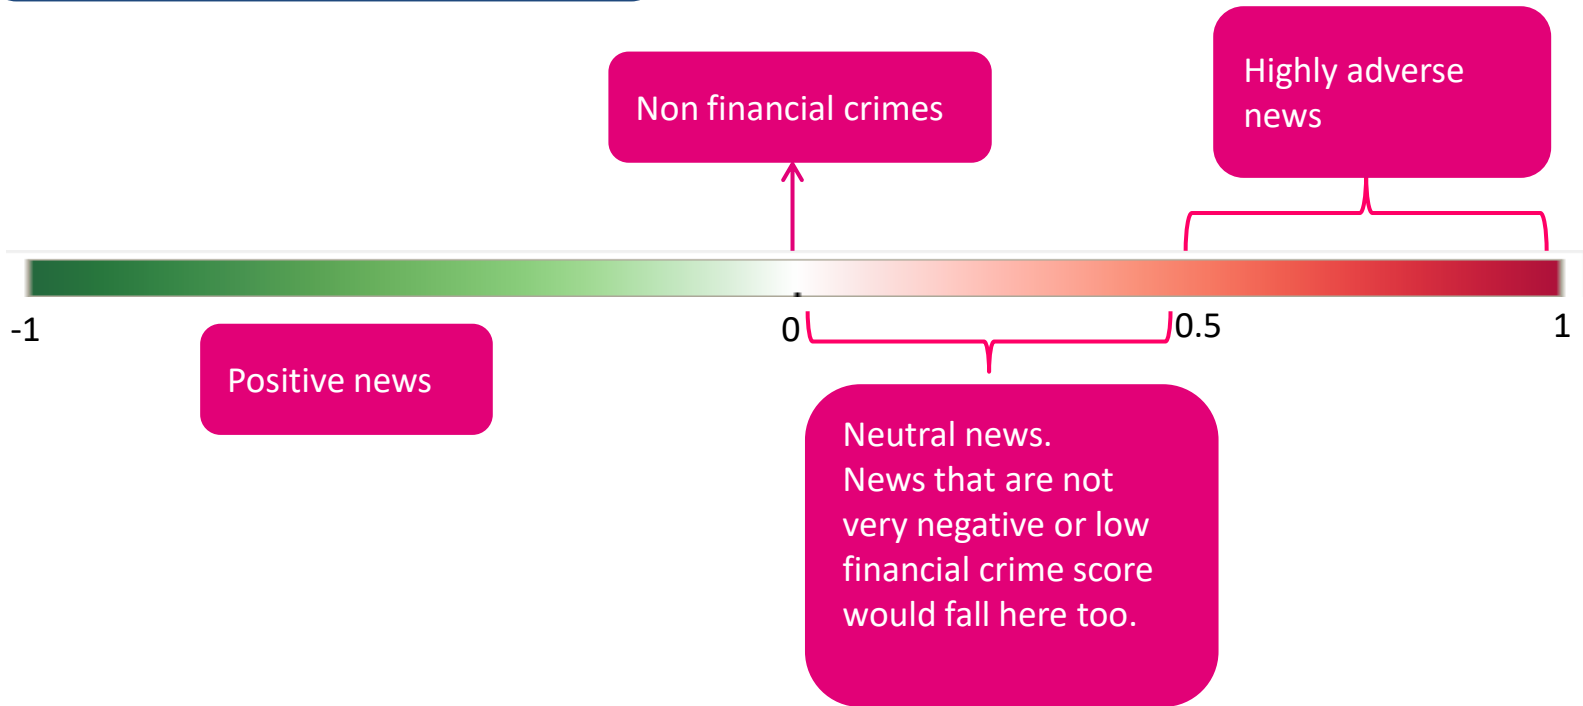 Highly adverse
news
Non financial crimes
-1
0
0.5
1
Positive news
Neutral news.
News that are not
very negative or low
financial crime score
would fall here too.